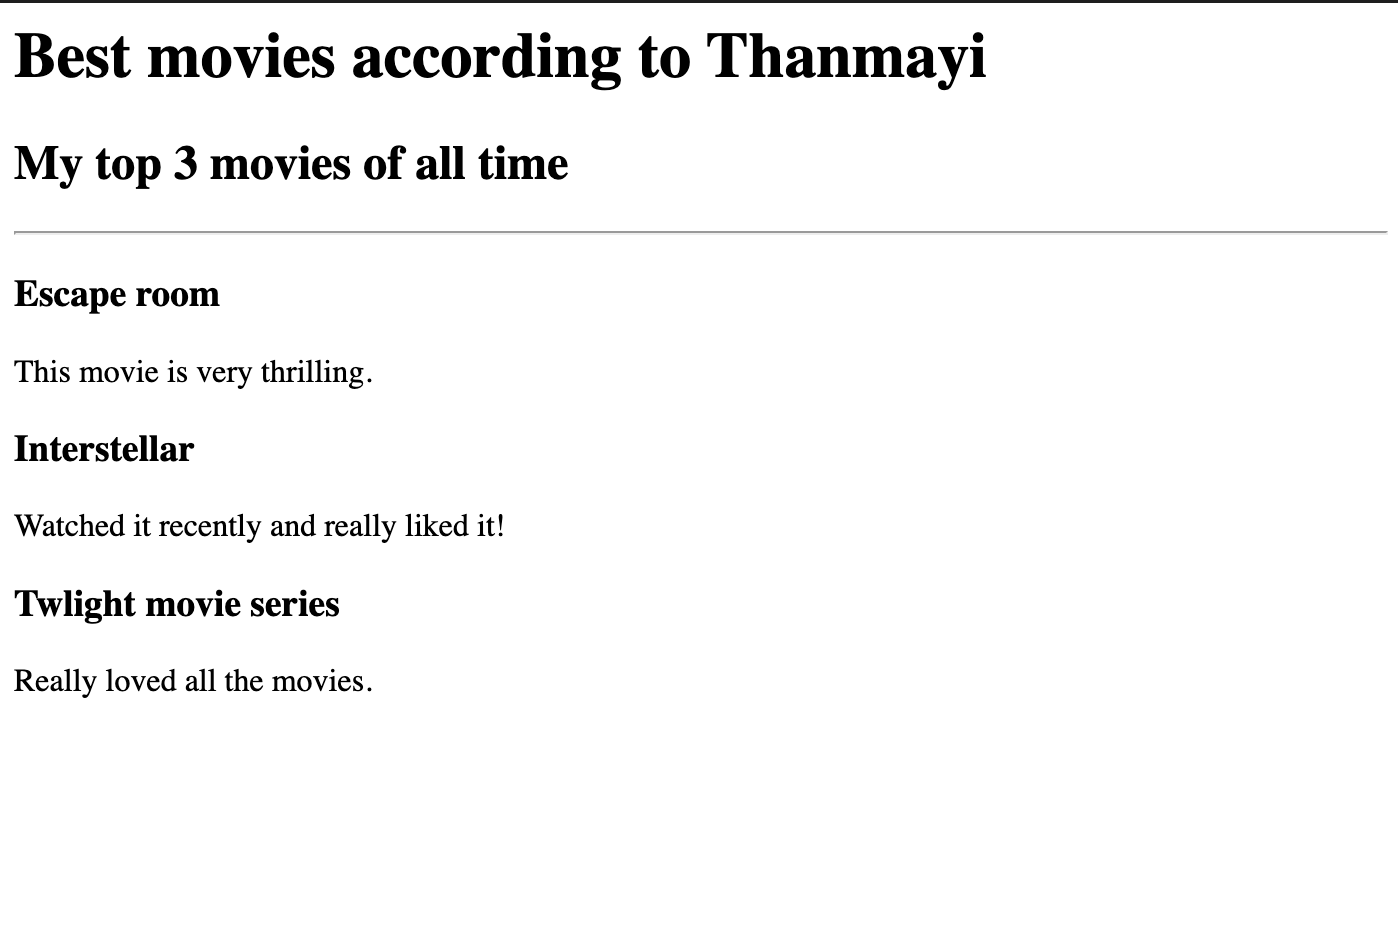 Best movies according to Thanmayi
My top 3 movies of all time
Escape room
This movie is very thrilling.
Interstellar
Watched it recently and really liked it!
Twlight movie series
Really loved all the movies.